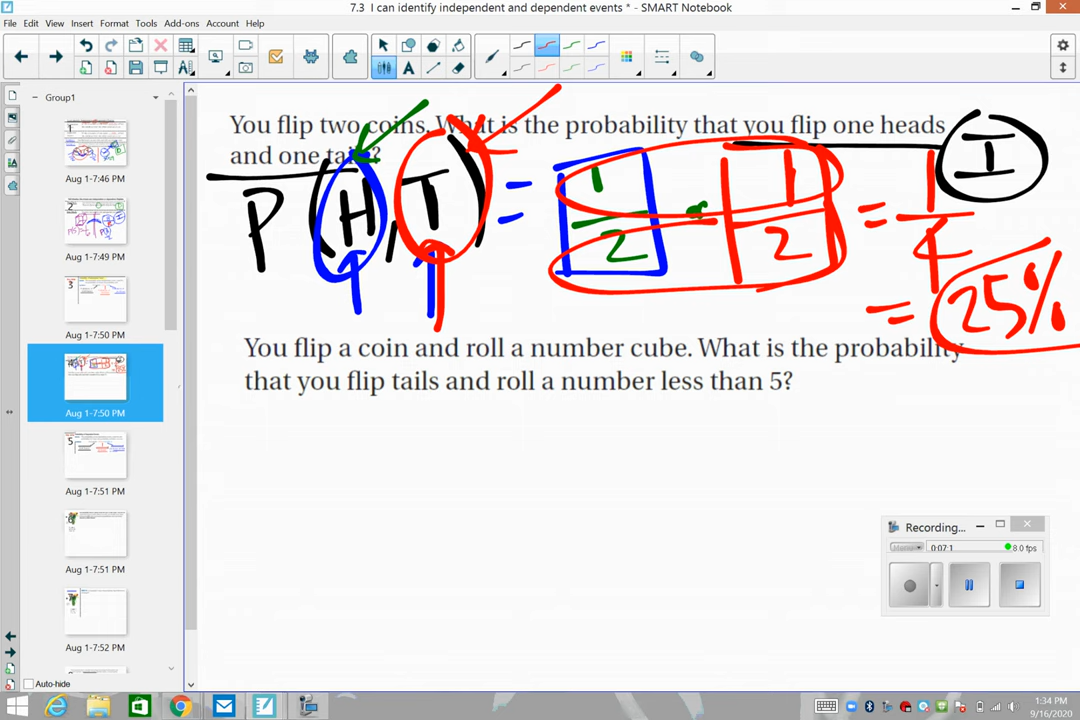 7.3 I can identify independent and dependent events * - SMART Notebook
File Edit View Insert Format Tools Add-ons Account Help
Group1
1
Aug 1-7:46 PM
2
Aug 1-7:49 PM
3
Aug 1-7:50 PM
Aug 1-7:50 PM
5
Aug 1-7:51 PM
Aug 1-7:51 PM
Aug 1-7:52 PM
Auto-hide
You flip two coins. What is the probability that you flip one heads
and one tails?
I
P (H, T) = 1/2 · 1/2 = 1/4
= 25%
You flip a coin and roll a number cube. What is the probability
that you flip tails and roll a number less than 5?
Recording...
0:07:1
8.0 fps
1:34 PM
9/16/2020